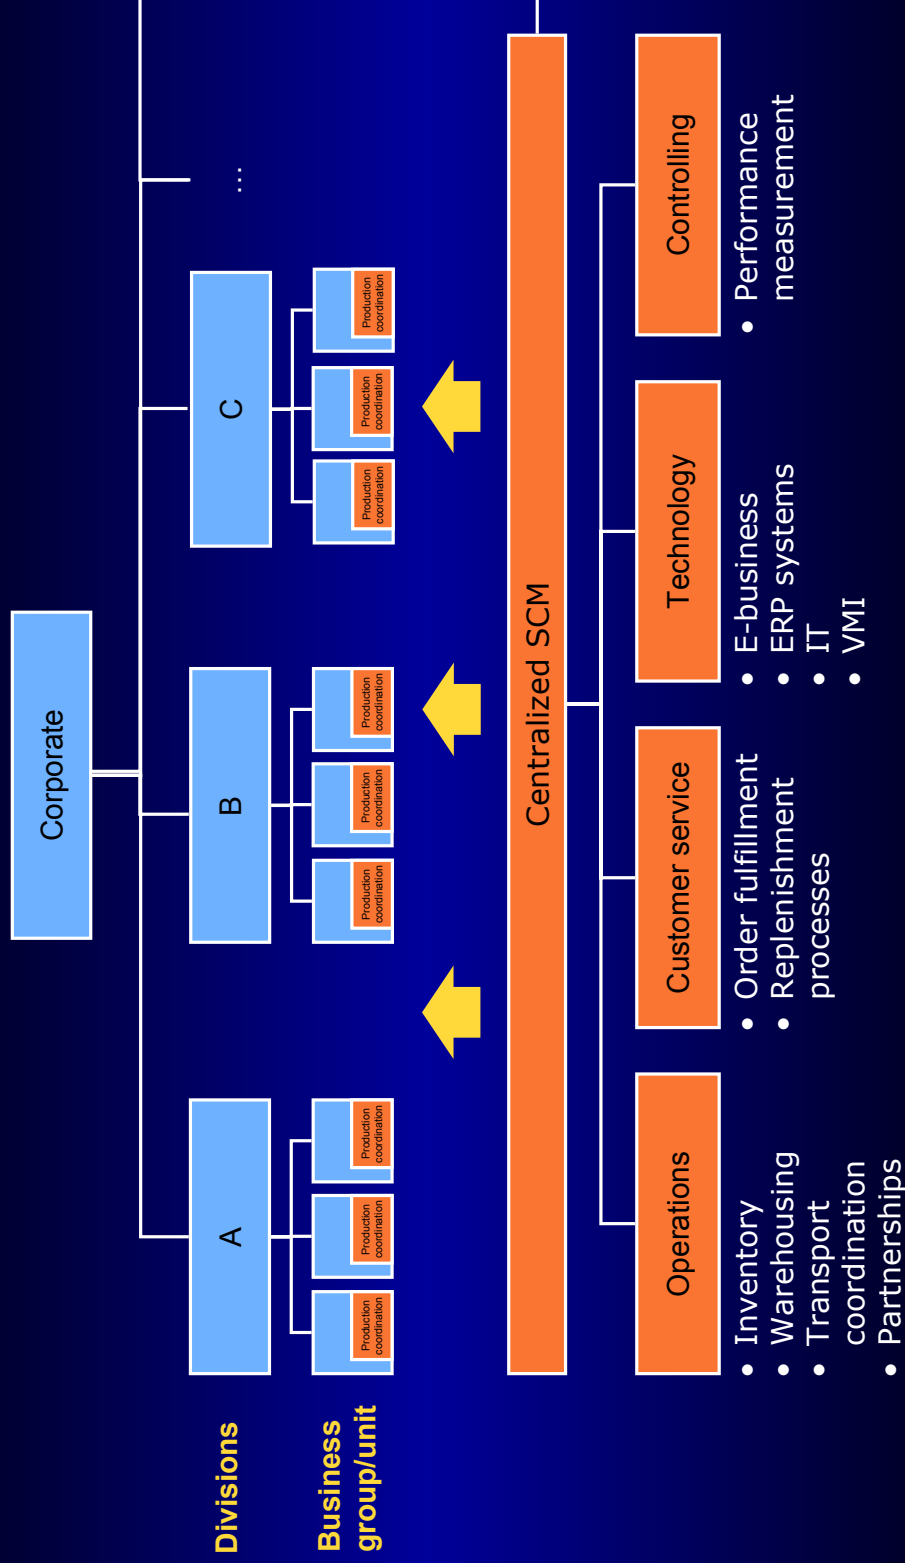 Corporate
Divisions
A
B
C
...
Business
group/unit
Production
coordination
Production
coordination
Production
coordination
Production
coordination
Production
coordination
Production
coordination
Production
coordination
Production
coordination
Production
coordination
Centralized SCM
Operations
• Inventory
• Warehousing
• Transport
coordination
• Partnerships
Customer service
• Order fulfillment
• Replenishment
processes
Technology
• E-business
• ERP systems
• IT
• VMI
Controlling
• Performance
measurement